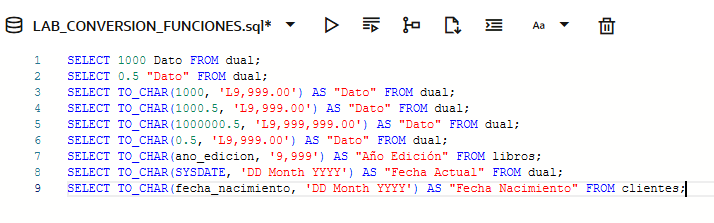 LAB_CONVERSION_FUNCIONES.sql* Aa
1 SELECT 1000 Dato FROM dual;
2 SELECT 0.5 "Dato" FROM dual;
3 SELECT TO_CHAR(1000, 'L9,999.00') AS "Dato" FROM dual;
4 SELECT TO_CHAR(1000.5, 'L9,999.00') AS "Dato" FROM dual;
5 SELECT TO_CHAR(1000000.5, 'L9,999,999.00') AS "Dato" FROM dual;
6 SELECT TO_CHAR(0.5, 'L9,999.00') AS "Dato" FROM dual;
7 SELECT TO_CHAR(ano_edicion, '9,999') AS "Año Edición" FROM libros;
8 SELECT TO_CHAR(SYSDATE, 'DD Month YYYY') AS "Fecha Actual" FROM dual;
9 SELECT TO_CHAR(fecha_nacimiento, 'DD Month YYYY') AS "Fecha Nacimiento" FROM clientes;